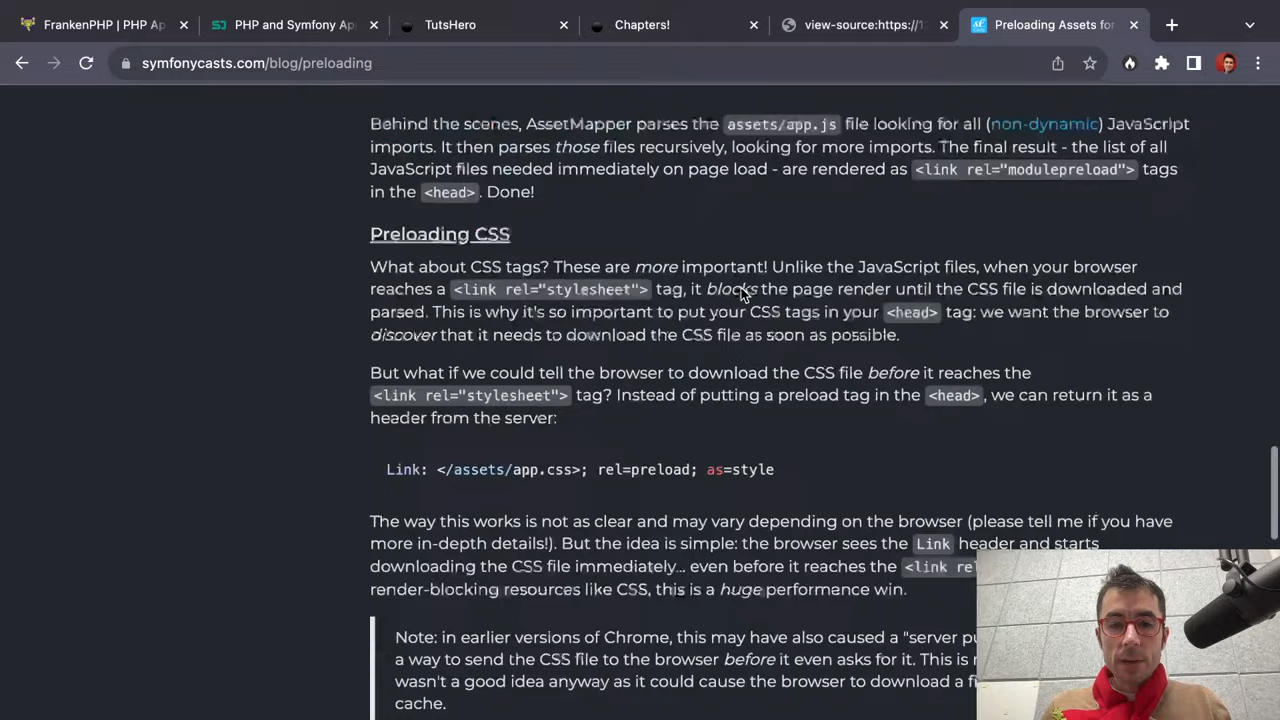 FrankenPHP | PHP Ap
PHP and Symfony Ap
TutsHero
Chapters!
view-source:https://1
Preloading Assets for
symfonycasts.com/blog/preloading
Behind the scenes, AssetMapper parses the assets/app.js file looking for all (non-dynamic) JavaScript
imports. It then parses those files recursively, looking for more imports. The final result - the list of all
JavaScript files needed immediately on page load - are rendered as <link rel="modulepreload"> tags
in the <head>. Done!
Preloading CSS
What about CSS tags? These are more important! Unlike the JavaScript files, when your browser
reaches a <link rel="stylesheet"> tag, it blocks the page render until the CSS file is downloaded and
parsed. This is why it's so important to put your CSS tags in your <head> tag: we want the browser to
discover that it needs to download the CSS file as soon as possible.
But what if we could tell the browser to download the CSS file before it reaches the
<link rel="stylesheet"> tag? Instead of putting a preload tag in the <head>, we can return it as a
header from the server:
Link: </assets/app.css>; rel=preload; as=style
The way this works is not as clear and may vary depending on the browser (please tell me if you have
more in-depth details!). But the idea is simple: the browser sees the Link header and starts
downloading the CSS file immediately... even before it reaches the <link rel
render-blocking resources like CSS, this is a huge performance win.
Note: in earlier versions of Chrome, this may have also caused a "server pu
a way to send the CSS file to the browser before it even asks for it. This is
wasn't a good idea anyway as it could cause the browser to download a
cache.